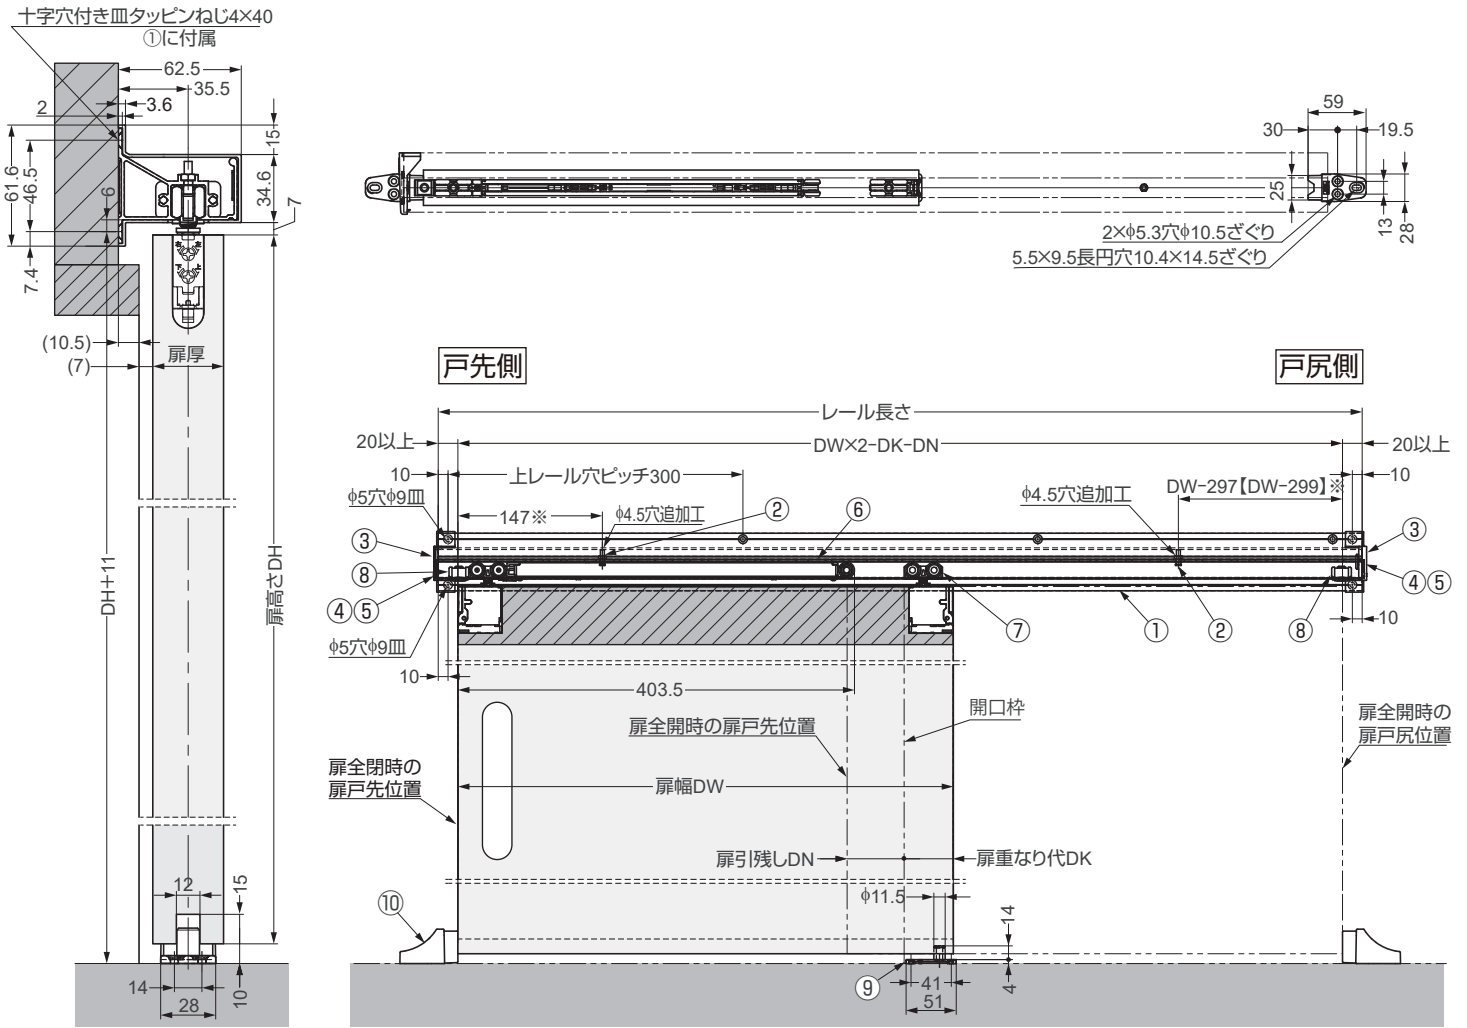 十字穴付き皿タッピンねじ4×40
①に付属
62.5
35.5
3.6
2
15
61.6
46.5
6
34.6
7
7.4
(10.5)
(7)
扉厚
DH+11
扉高さDH
12
15
14
28
10
59
30
19.5
25
13
28
2×φ5.3穴φ10.5ざぐり
5.5×9.5長円穴10.4×14.5ざぐり
戸先側
戸尻側
レール長さ
20以上
DW×2-DK-DN
20以上
10
上レール穴ピッチ300
DW-297【DW-299】※
10
φ5穴φ9皿
147※
φ4.5穴追加工
②
⑥
φ4.5穴追加工
③
③
⑧
④⑤
④⑤
⑦
①
②
⑧
φ5穴φ9皿
10
10
403.5
扉全開時の扉戸先位置
開口枠
扉全開時の
扉戸尻位置
扉全閉時の
扉戸先位置
扉幅DW
扉引残しDN
扉重なり代DK
φ11.5
14
⑩
⑨
41
51
4